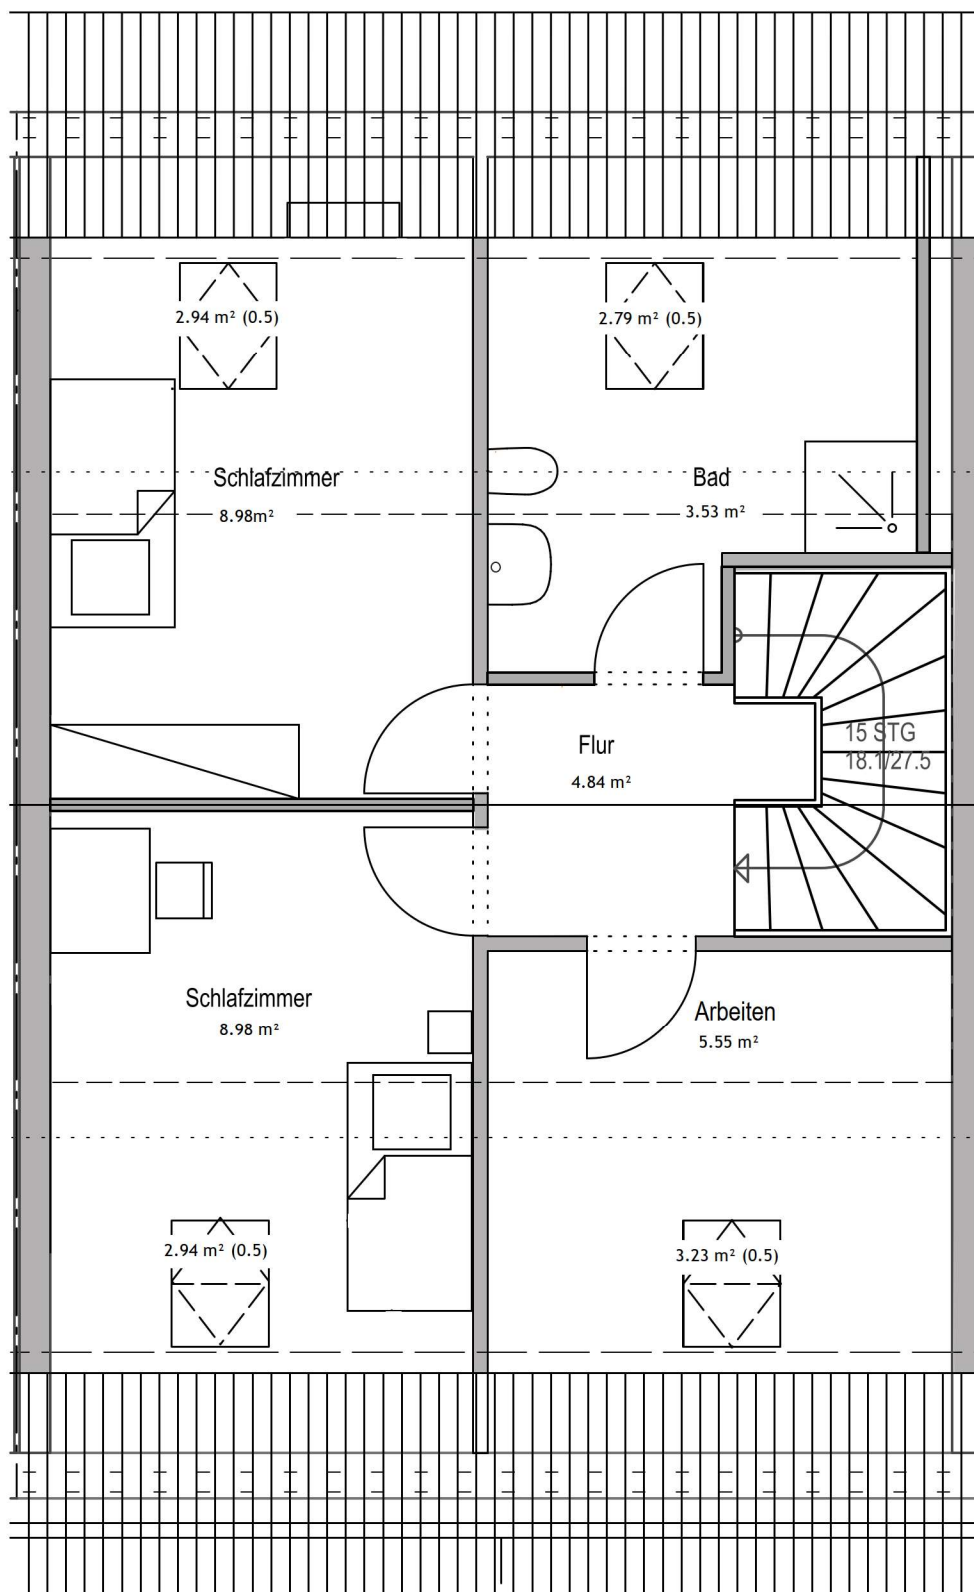 2.94 m² (0.5)
2.79 m² (0.5)
Schlafzimmer
8.98m²
Bad
3.53 m²
Flur
4.84 m²
15 STG
18.1/27.5
Schlafzimmer
8.98 m²
Arbeiten
5.55 m²
2.94 m² (0.5)
3.23 m² (0.5)